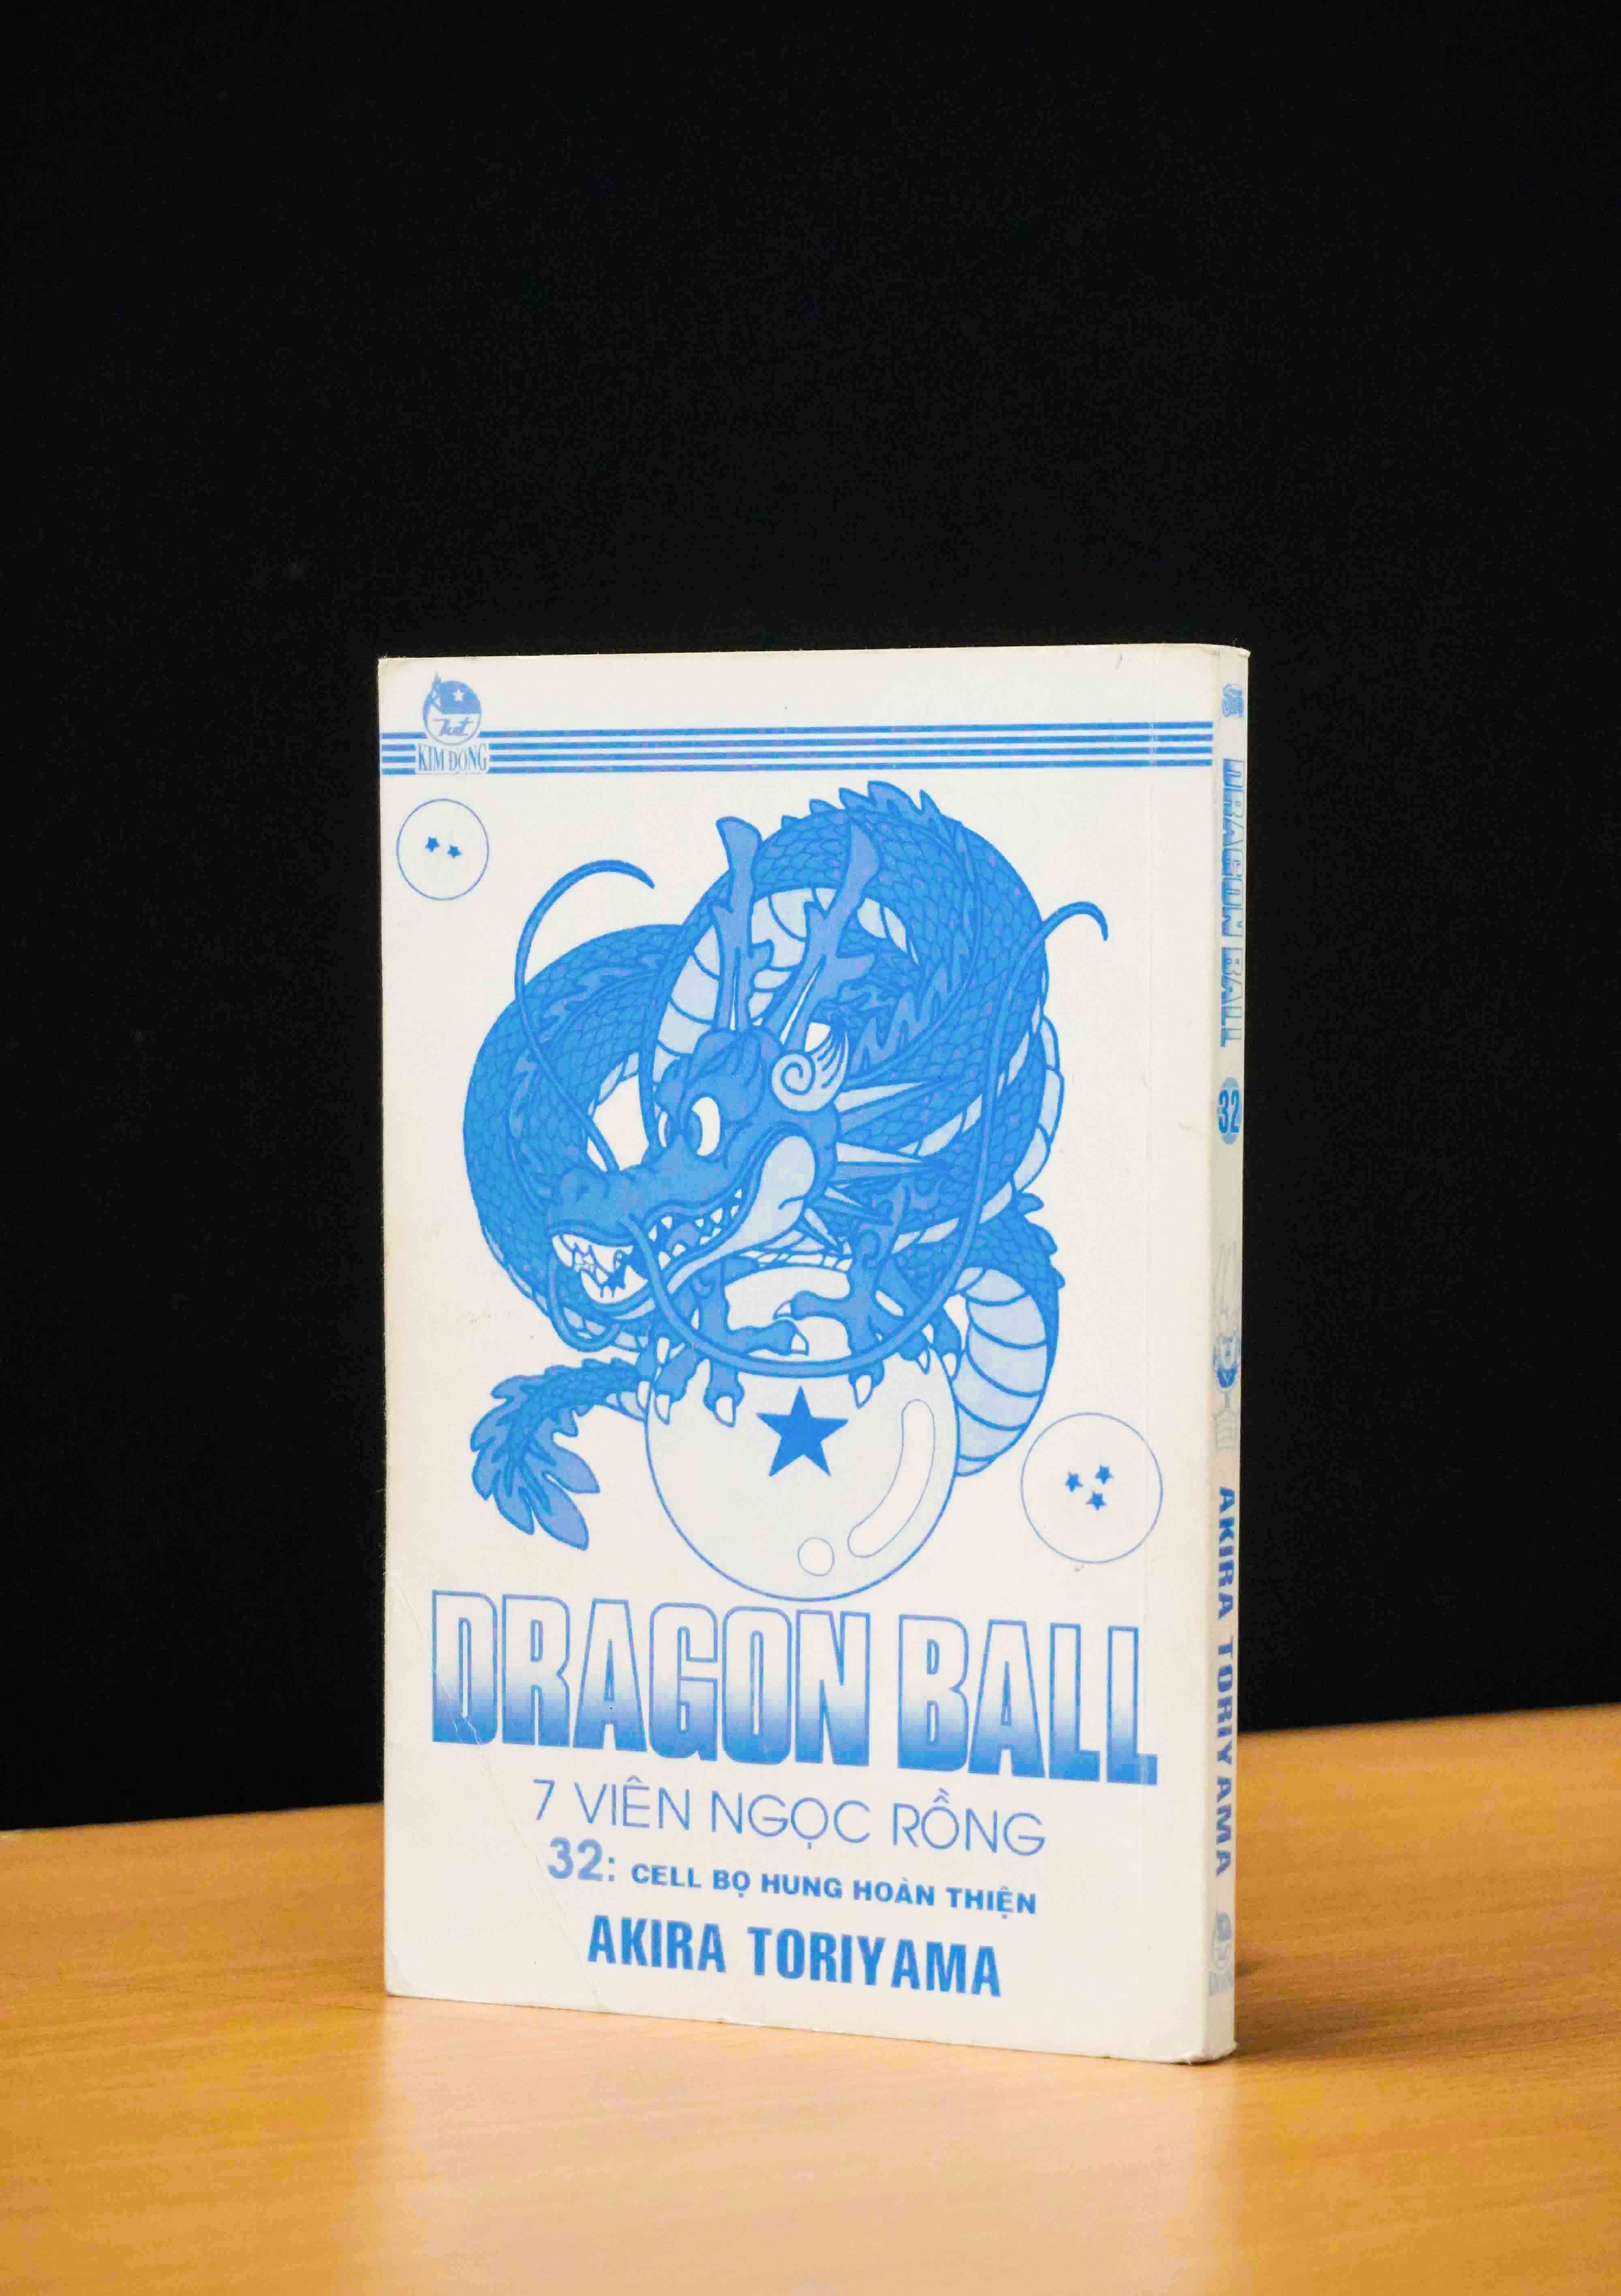 KIM ĐỒNG
DRAGON BALL
7 VIÊN NGỌC RỒNG
32: CELL BỌ HUNG HOÀN THIỆN
AKIRA TORIYAMA
DRAGON BALL
32
AKIRA TORIYAMA